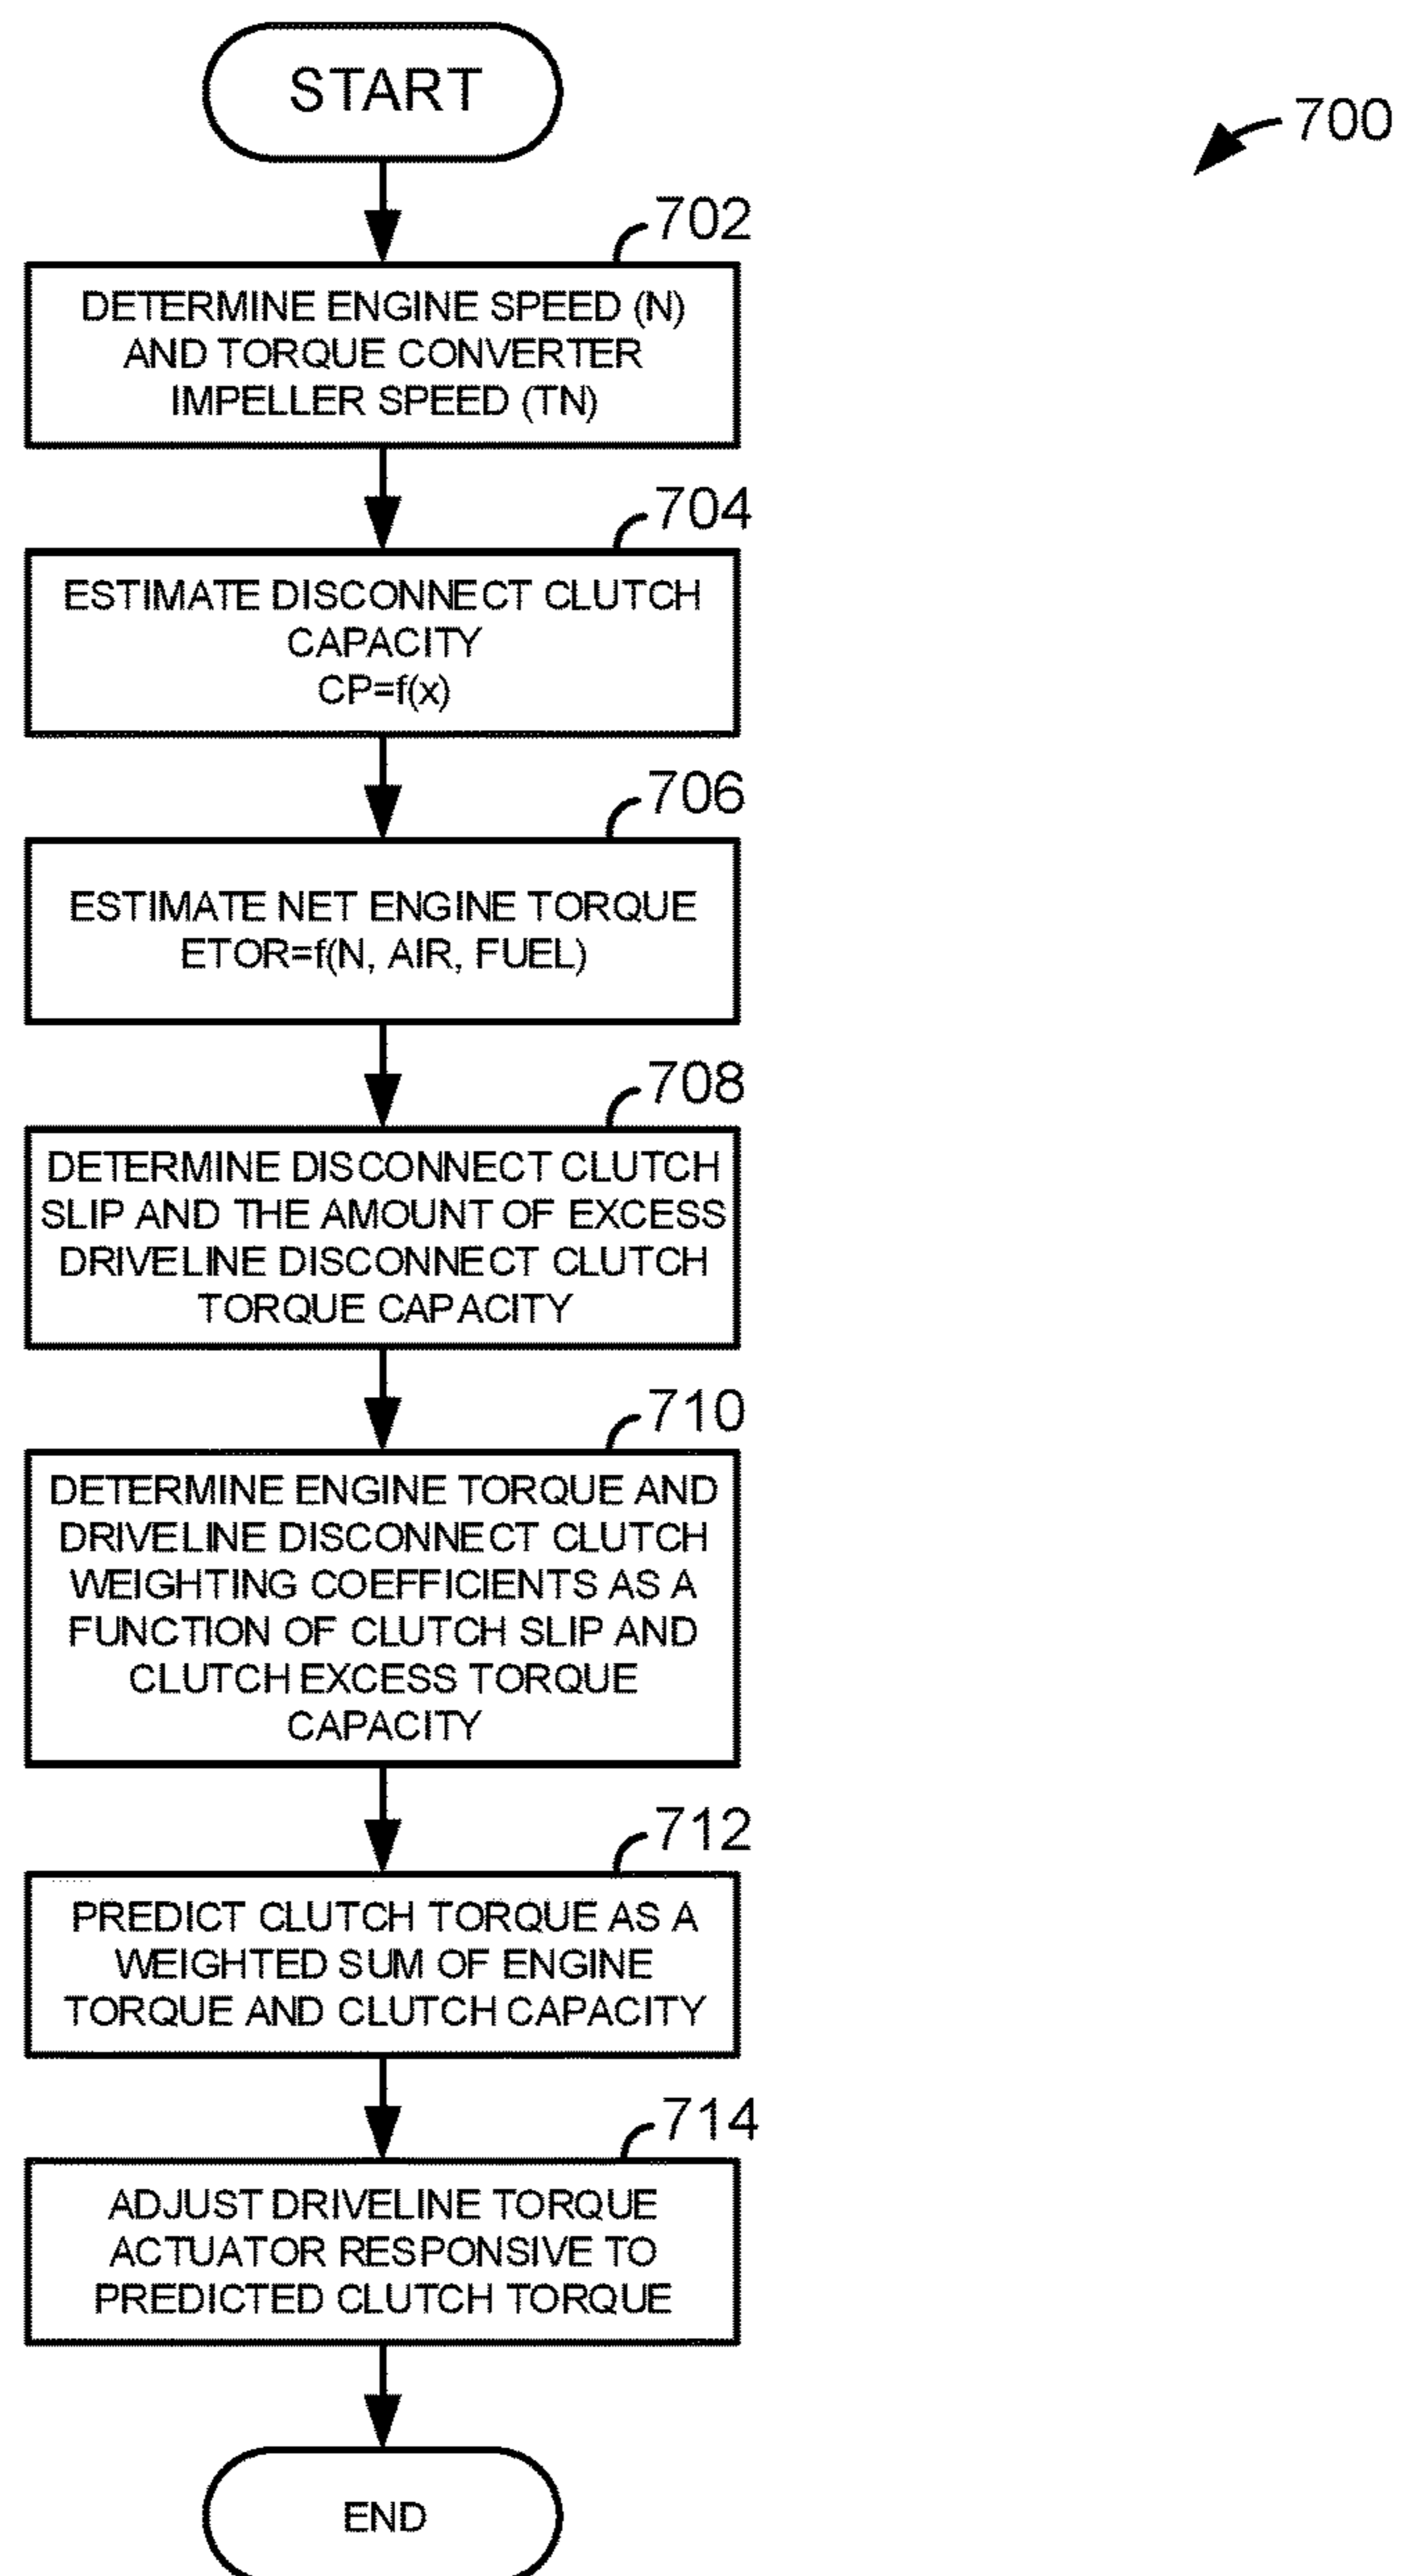 START
700
702
DETERMINE ENGINE SPEED (N)
AND TORQUE CONVERTER
IMPELLER SPEED (TN)
704
ESTIMATE DISCONNECT CLUTCH
CAPACITY
CP=f(x)
706
ESTIMATE NET ENGINE TORQUE
ETOR=f(N, AIR, FUEL)
708
DETERMINE DISCONNECT CLUTCH
SLIP AND THE AMOUNT OF EXCESS
DRIVELINE DISCONNECT CLUTCH
TORQUE CAPACITY
710
DETERMINE ENGINE TORQUE AND
DRIVELINE DISCONNECT CLUTCH
WEIGHTING COEFFICIENTS AS A
FUNCTION OF CLUTCH SLIP AND
CLUTCH EXCESS TORQUE
CAPACITY
712
PREDICT CLUTCH TORQUE AS A
WEIGHTED SUM OF ENGINE
TORQUE AND CLUTCH CAPACITY
714
ADJUST DRIVELINE TORQUE
ACTUATOR RESPONSIVE TO
PREDICTED CLUTCH TORQUE
END